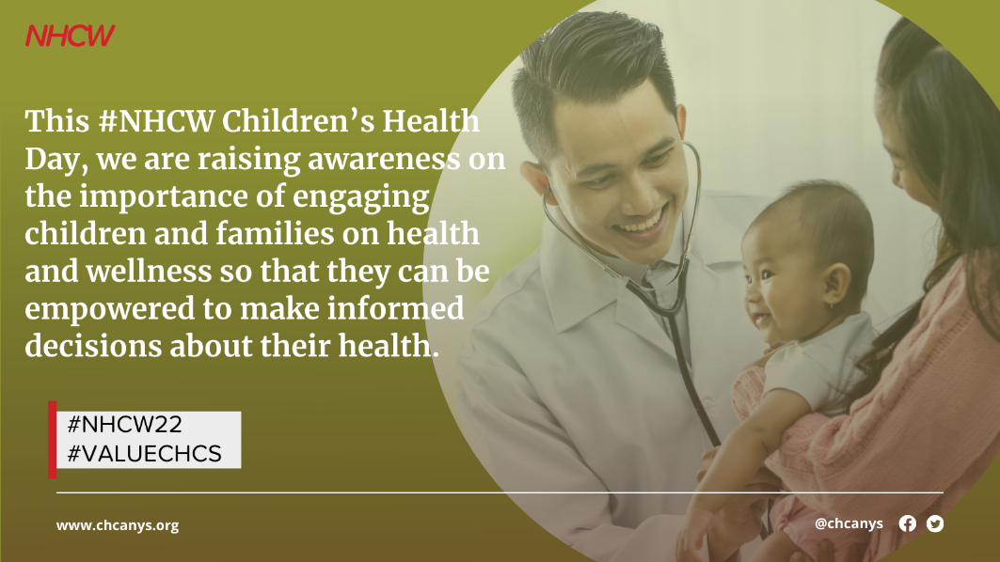 NHCW
This #NHCW Children’s Health
Day, we are raising awareness on
the importance of engaging
children and families on health
and wellness so that they can be
empowered to make informed
decisions about their health.
#NHCW22
#VALUECHCS
www.chcanys.org
@chcanys